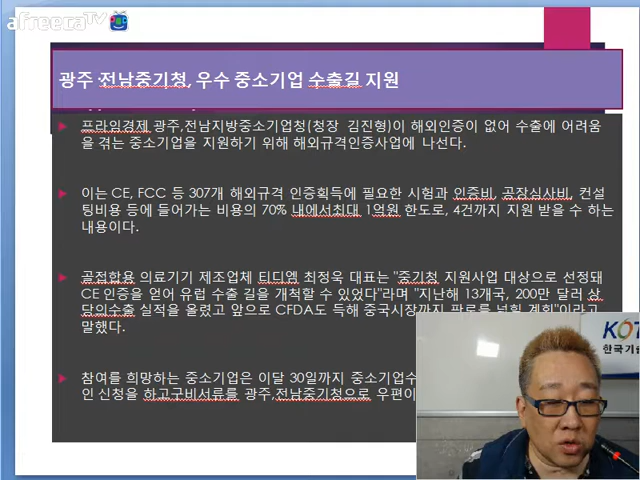 afreecaTV
광주 전남중기청, 우수 중소기업 수출길 지원
프라임경제 광주,전남지방중소기업청(청장 김진형)이 해외인증이 없어 수출에 어려움
을 겪는 중소기업을 지원하기 위해 해외규격인증사업에 나선다.
이는 CE, FCC 등 307개 해외규격 인증획득에 필요한 시험과 인증비, 공장심사비, 컨설
팅비용 등에 들어가는 비용의 70% 내에서최대 1억원 한도로, 4건까지 지원 받을 수 하는
내용이다.
골접합용 의료기기 제조업체 티디엠 최정욱 대표는 "중기청 지원사업 대상으로 선정돼
CE 인증을 얻어 유럽 수출 길을 개척할 수 있었다"라며 "지난해 13개국, 200만 달러 상
담의수출 실적을 올렸고 앞으로 CFDA도 득해 중국시장까지 판로를 넓힐 계획"이라고
말했다.
참여를 희망하는 중소기업은 이달 30일까지 중소기업수
인 신청을 하고구비서류를 광주,전남중기청으로 우편이
KOT
한국기술